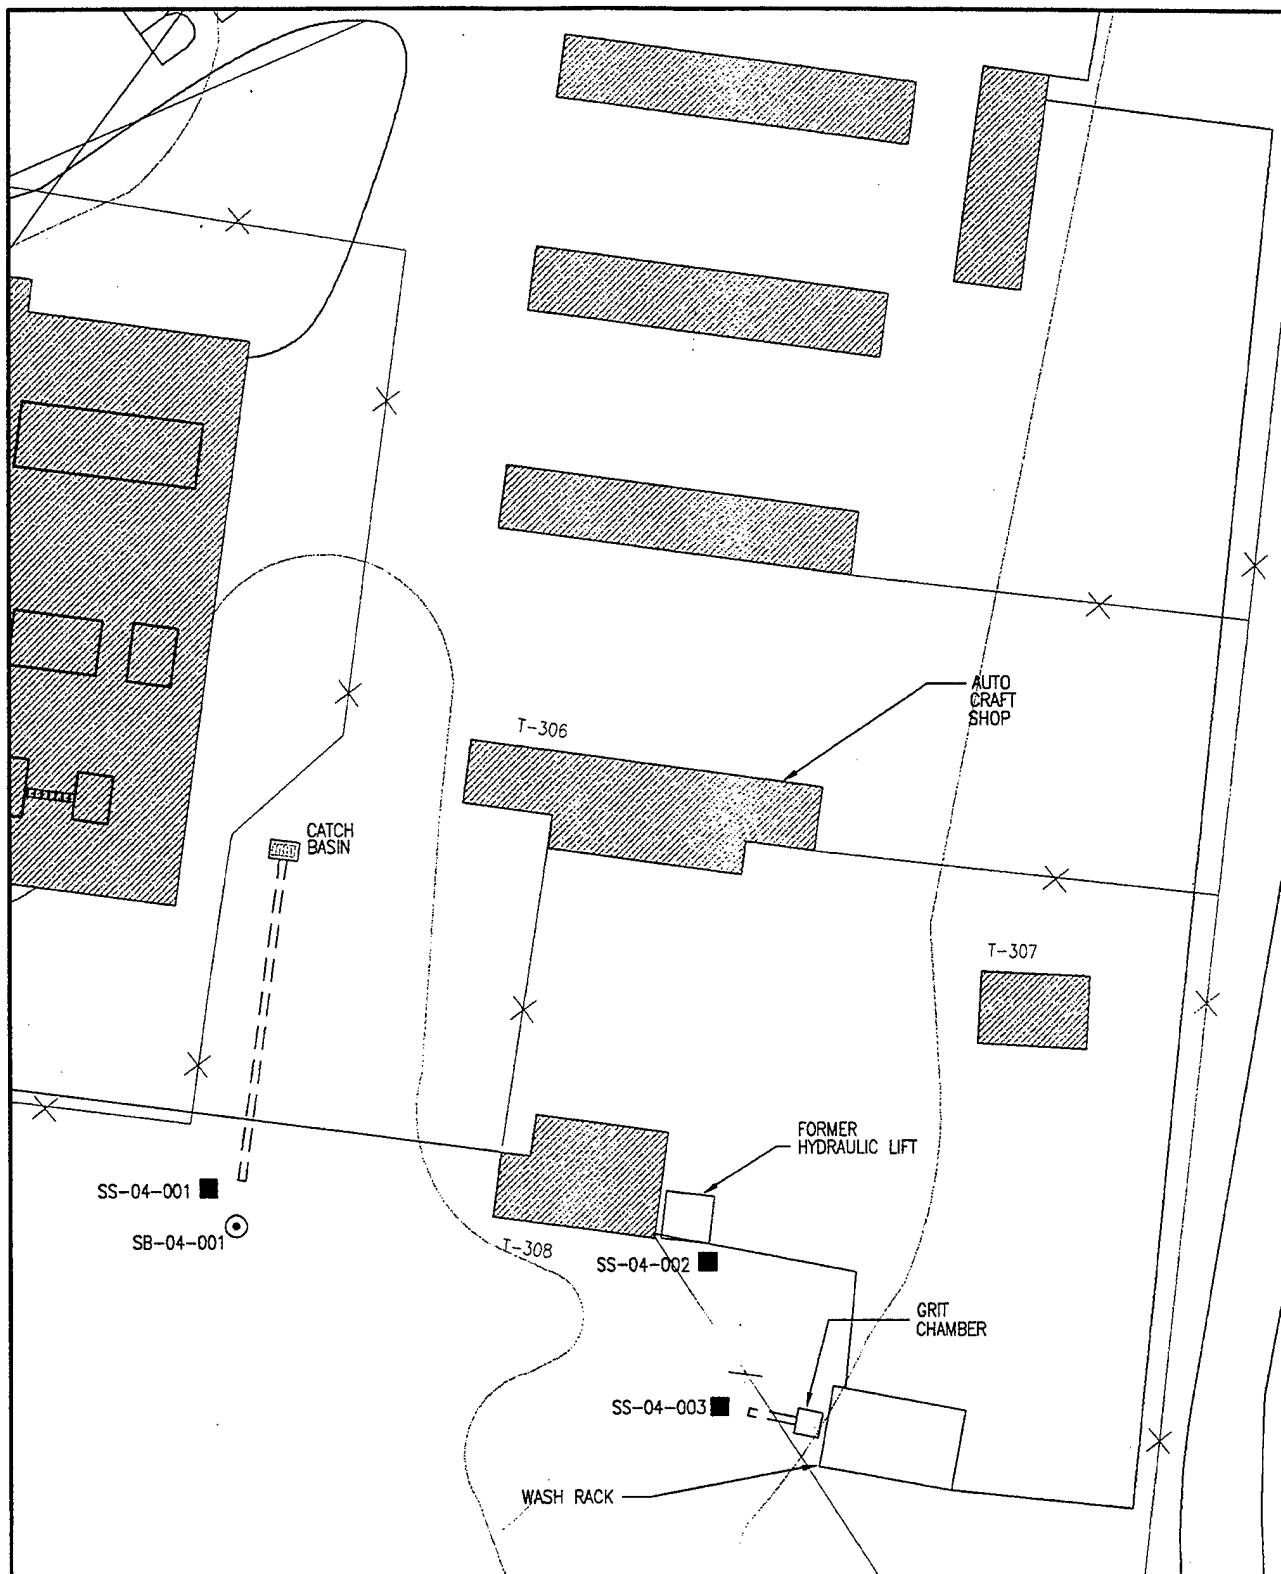 AUTO
CRAFT
SHOP
T-306
CATCH
BASIN
T-307
FORMER
HYDRAULIC LIFT
SS-04-001
SB-04-001
T-308
SS-04-002
GRIT
CHAMBER
SS-04-003
WASH RACK